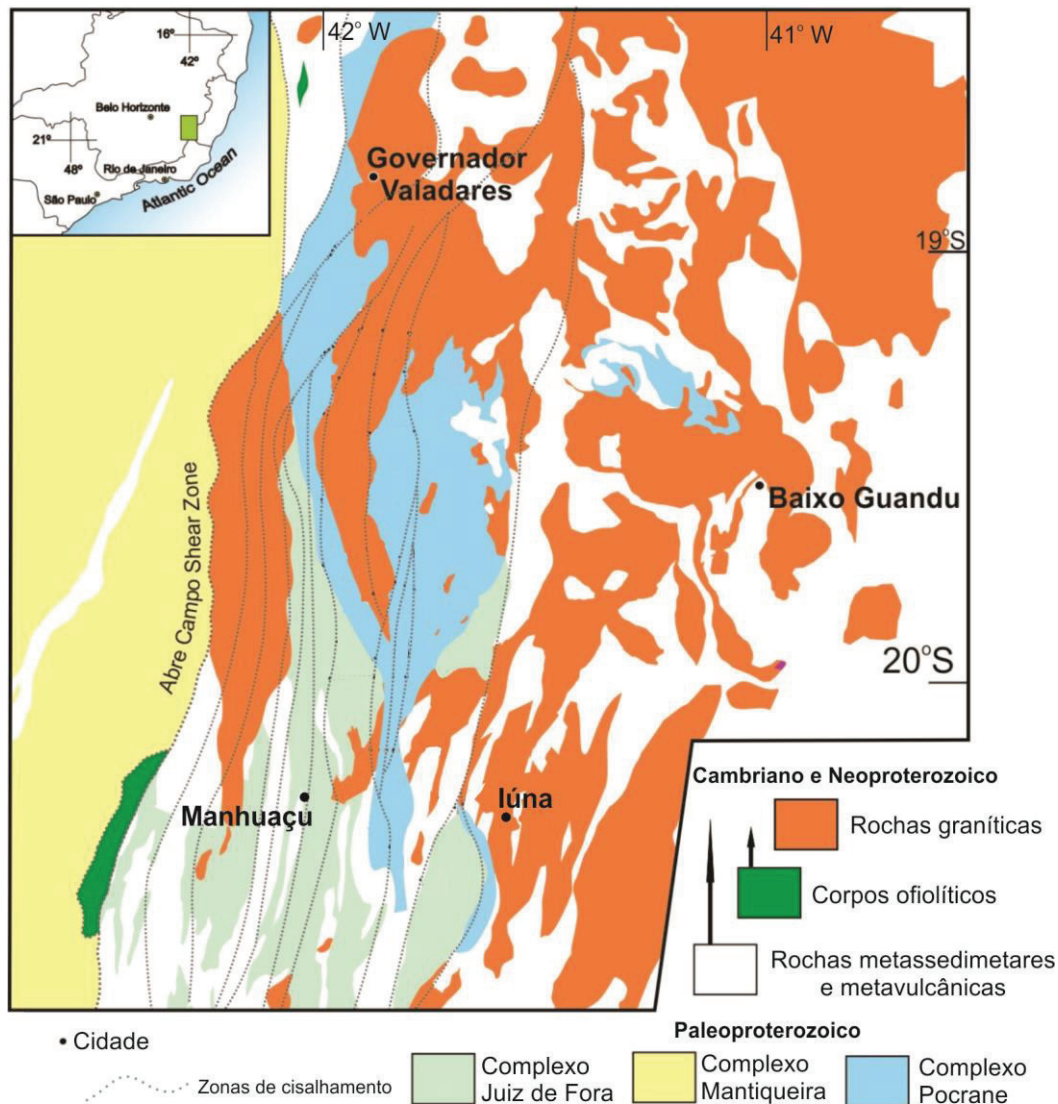 42° W
41° W
16°
42°
Belo Horizonte
21°
48°
Rio de Janeiro
São Paulo
Atlantic Ocean
Governador
Valadares
19°S
Abre Campo Shear Zone
Baixo Guandu
20°S
Manhuaçu
Iúna
Cambriano e Neoproterozoico
Rochas graníticas
Corpos ofiolíticos
Rochas metassedimetares
e metavulcânicas
Paleoproterozoico
• Cidade
Zonas de cisalhamento
Complexo
Juiz de Fora
Complexo
Mantiqueira
Complexo
Pocrane